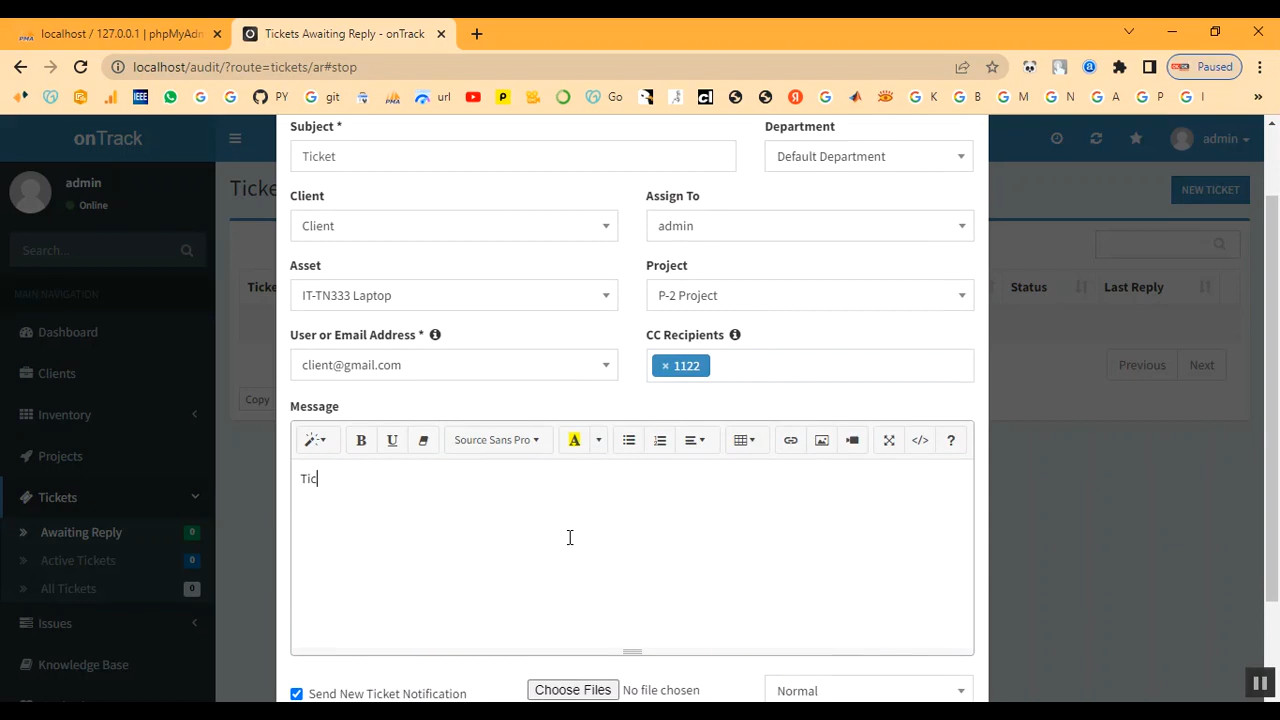 localhost / 127.0.0.1 | phpMyAdn
Tickets Awaiting Reply - onTrack
localhost/audit/?route=tickets/ar#stop
Paused
PY
git
url
Go
K
B
M
N
A
P
I
onTrack
admin
admin
Online
Search...
MAIN NAVIGATION
Dashboard
Clients
Inventory
Projects
Tickets
Awaiting Reply 0
Active Tickets 0
All Tickets 0
Issues
Knowledge Base
Ticke
NEW TICKET
Ticke
Status
Last Reply
Previous
Next
Copy
Subject *
Department
Ticket
Default Department
Client
Assign To
Client
admin
Asset
Project
IT-TN333 Laptop
P-2 Project
User or Email Address *
CC Recipients
client@gmail.com
× 1122
Message
B U
Source Sans Pro
A
</>
?
Tic
Send New Ticket Notification
Choose Files No file chosen
Normal